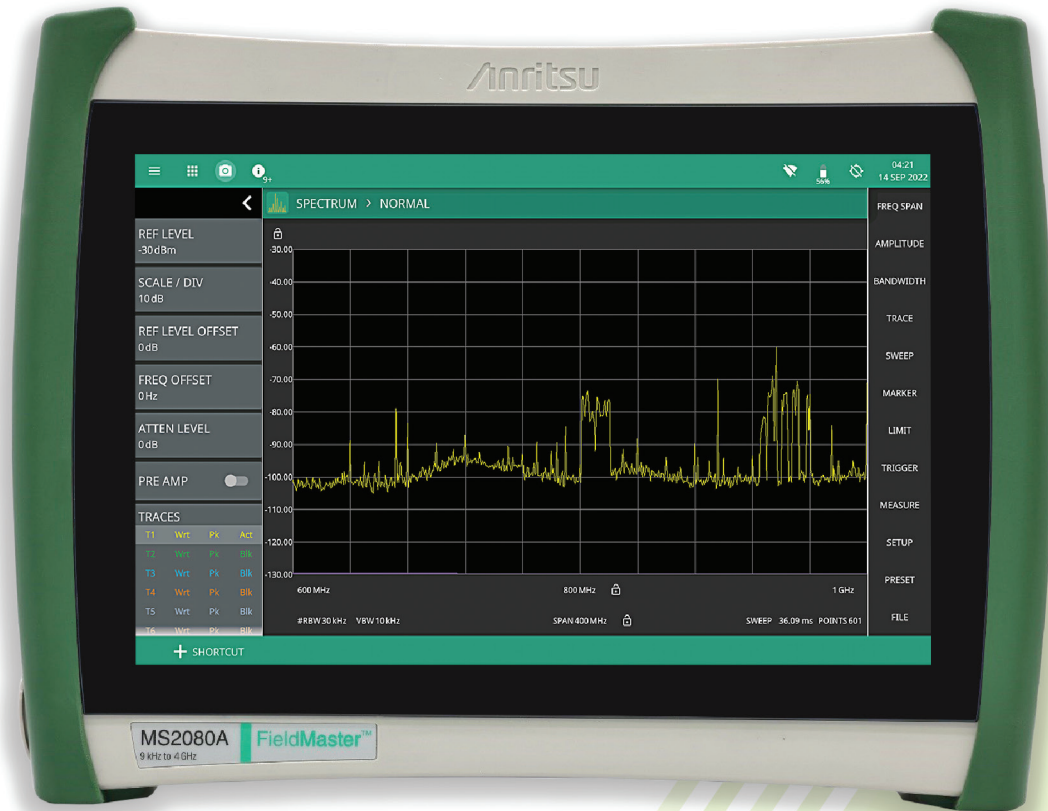 Anritsu
9+
56%
04:21
14 SEP 2022
SPECTRUM > NORMAL
REF LEVEL
-30 dBm
SCALE / DIV
10 dB
REF LEVEL OFFSET
0 dB
FREQ OFFSET
0 Hz
ATTEN LEVEL
0 dB
PRE AMP
TRACES
T1 Wrt Pk Act
T2 Wrt Pk Blk
T3 Wrt Pk Blk
T4 Wrt Pk Blk
T5 Wrt Pk Blk
T6 Wrt Pk Blk
+ SHORTCUT
-30.00
-40.00
-50.00
-60.00
-70.00
-80.00
-90.00
-100.00
-110.00
-120.00
-130.00
600 MHz 800 MHz 1 GHz
#RBW 30 kHz VBW 10 kHz SPAN 400 MHz SWEEP 36.09 ms POINTS 601
FREQ SPAN
AMPLITUDE
BANDWIDTH
TRACE
SWEEP
MARKER
LIMIT
TRIGGER
MEASURE
SETUP
PRESET
FILE
MS2080A
9 kHz to 4 GHz
FieldMaster™